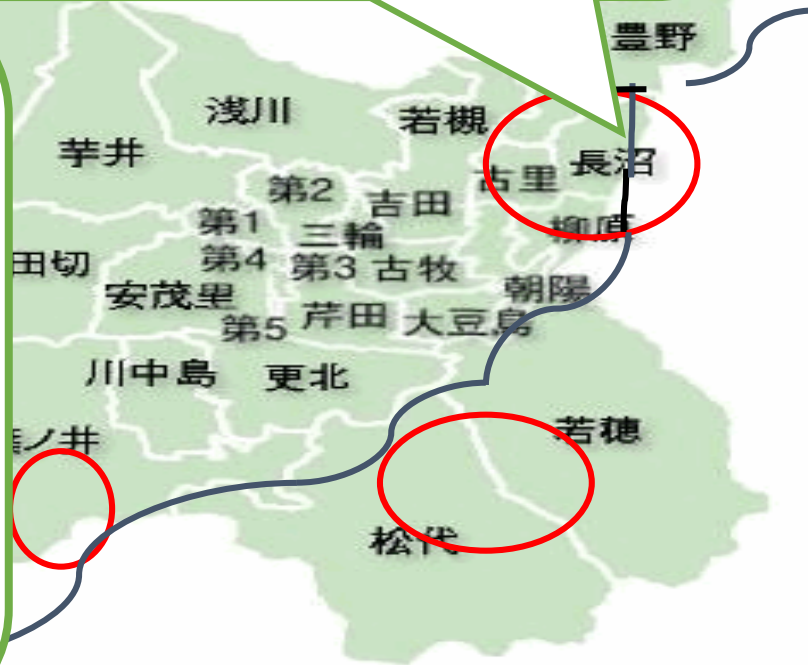 豊野
浅川
若槻
芋井
長沼
古里
第2
吉田
第1
三輪
柳原
田切
第4
第3
古牧
朝陽
安茂里
第5
芹田
大豆島
川中島
更北
若穂
ノ井
松代